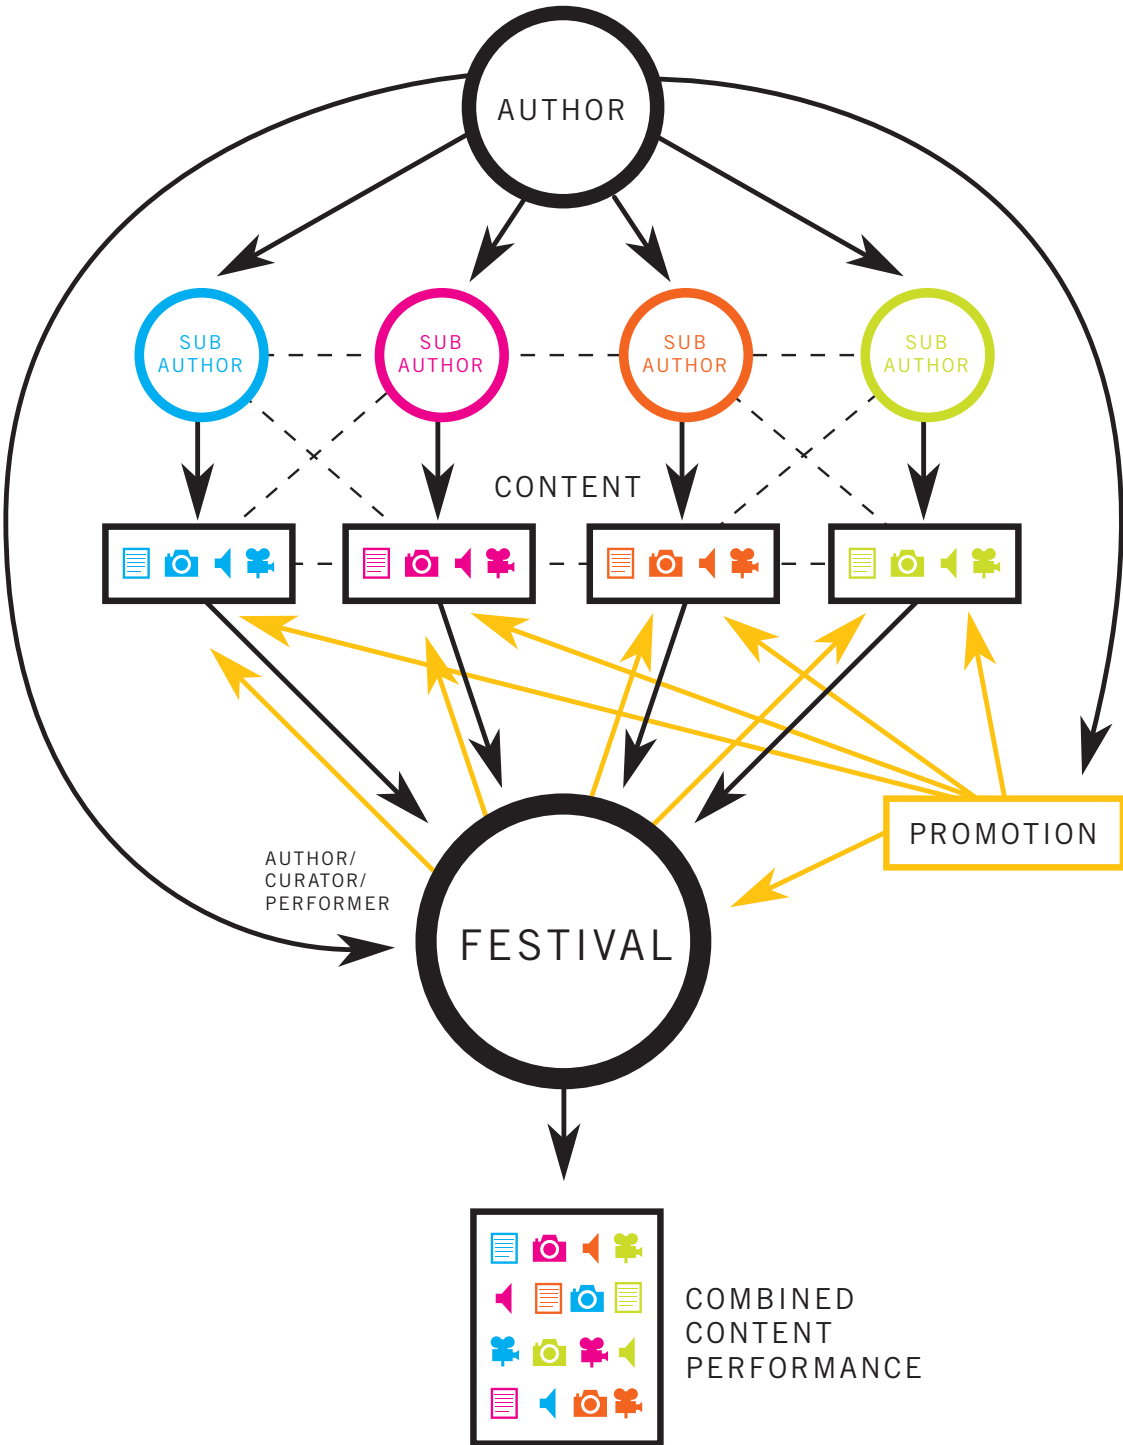 AUTHOR
SUB
AUTHOR
SUB
AUTHOR
SUB
AUTHOR
SUB
AUTHOR
CONTENT
PROMOTION
AUTHOR/
CURATOR/
PERFORMER
FESTIVAL
COMBINED
CONTENT
PERFORMANCE